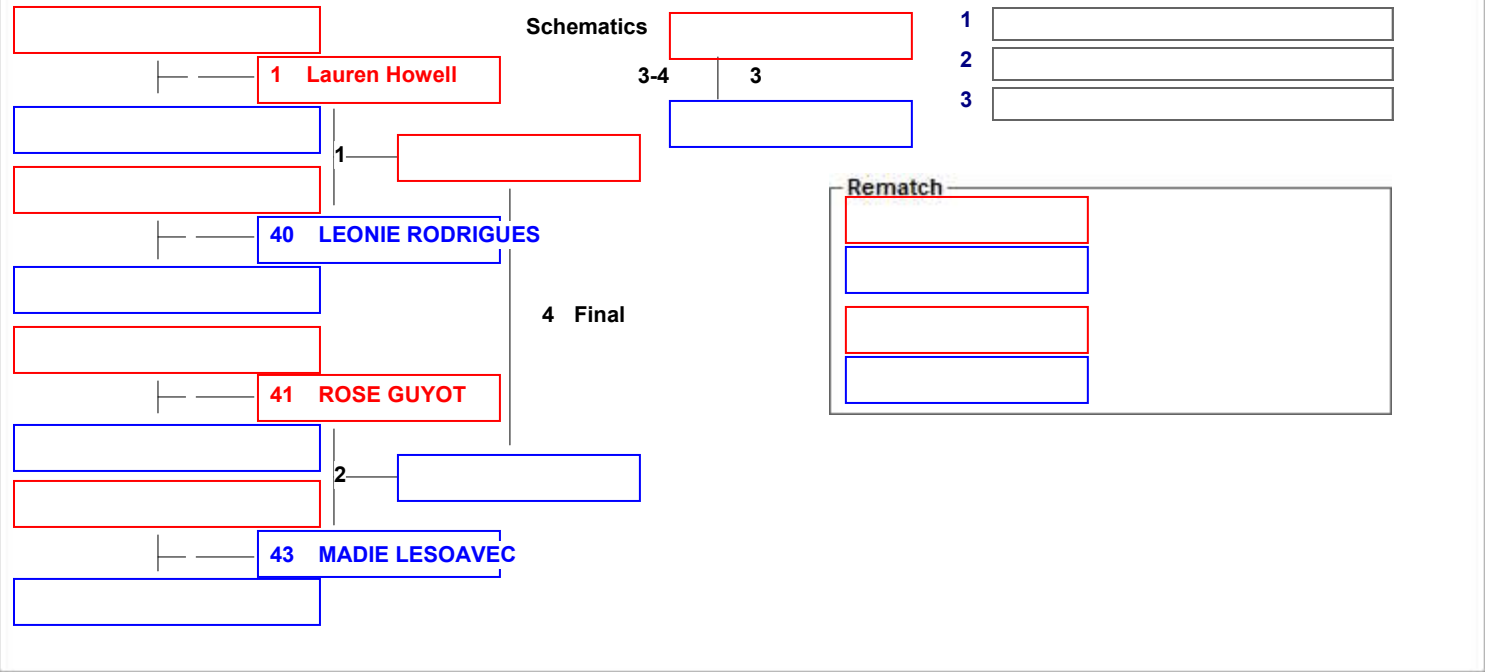 Schematics
1
1 Lauren Howell
3-4 3
2
3
1
Rematch
40 LEONIE RODRIGUES
4 Final
41 ROSE GUYOT
2
43 MADIE LESOAVEC